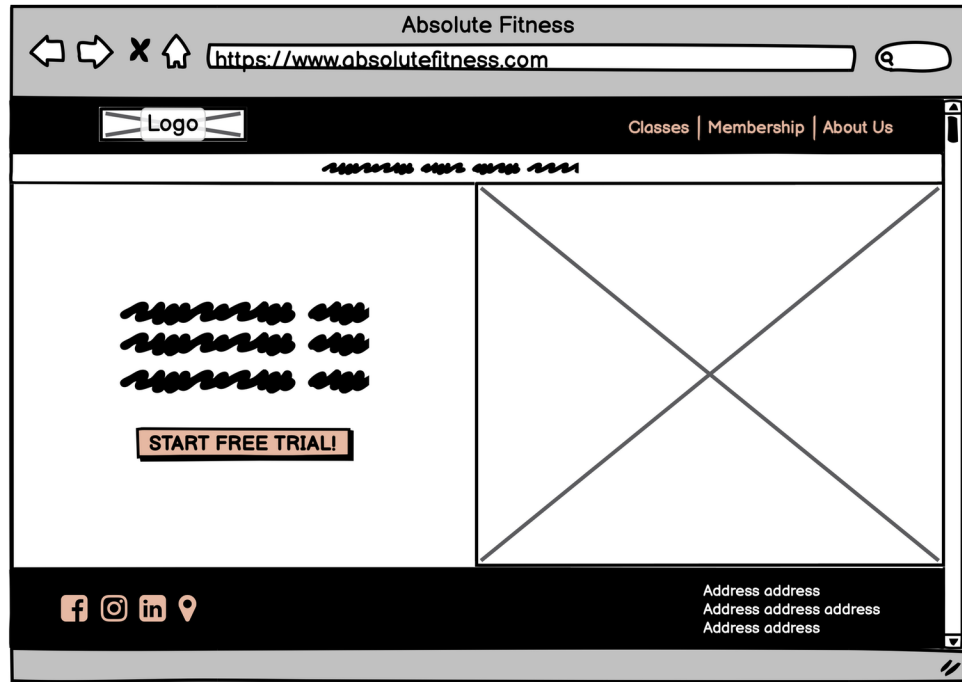 Absolute Fitness
https://www.absolutefitness.com
Logo
Classes | Membership | About Us
START FREE TRIAL!
Address address
Address address address
Address address